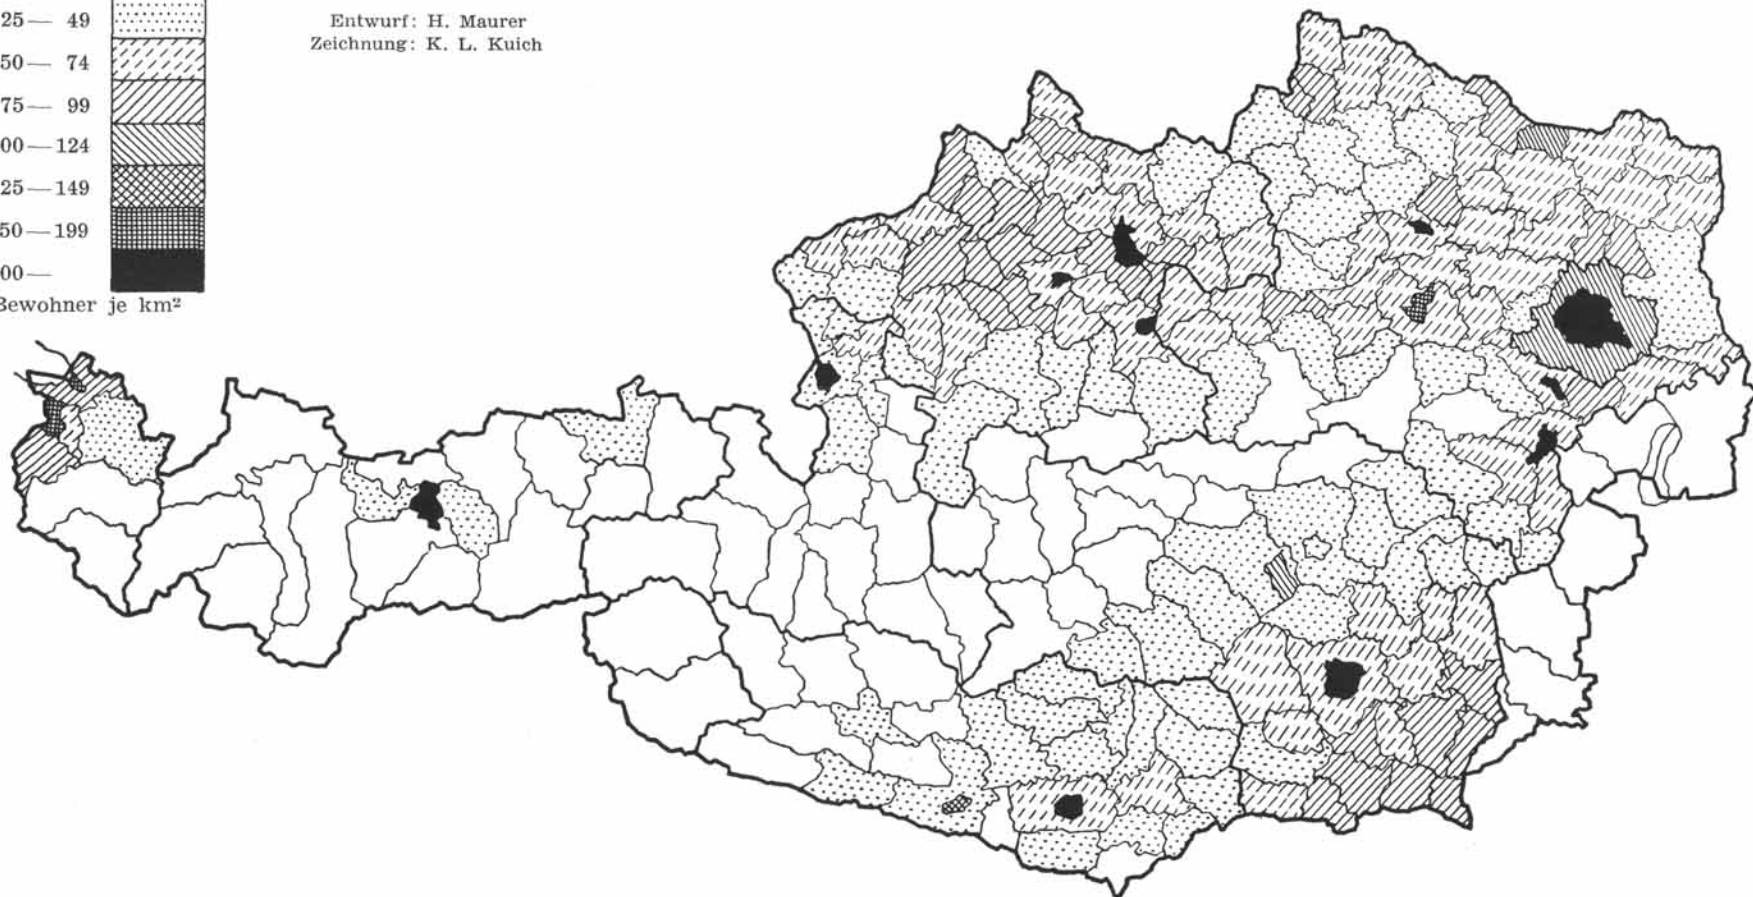 25— 49
50— 74
75— 99
00—124
25—149
50—199
00—
Bewohner je km²
Entwurf: H. Maurer
Zeichnung: K. L. Kuich